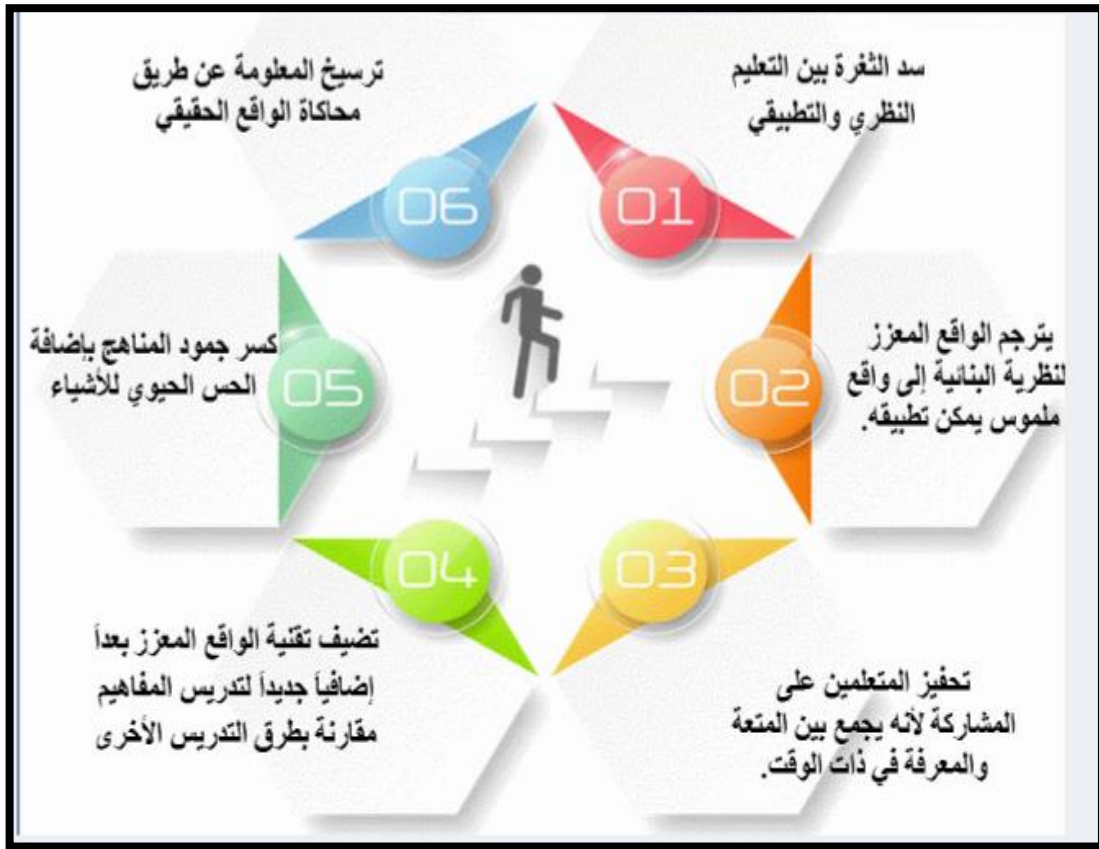 01
سد الثغرة بين التعليم
النظري والتطبيقي
02
يترجم الواقع المعزز
لنظرية البنائية إلى واقع
ملموس يمكن تطبيقه.
03
تحفيز المتعلمين على
المشاركة لأنه يجمع بين المتعة
والمعرفة في ذات الوقت.
04
تضيف تقنية الواقع المعزز بعداً
إضافياً جديداً لتدريس المفاهيم
مقارنة بطرق التدريس الأخرى
05
كسر جمود المناهج بإضافة
الحس الحيوي للأشياء
06
ترسيخ المعلومة عن طريق
محاكاة الواقع الحقيقي